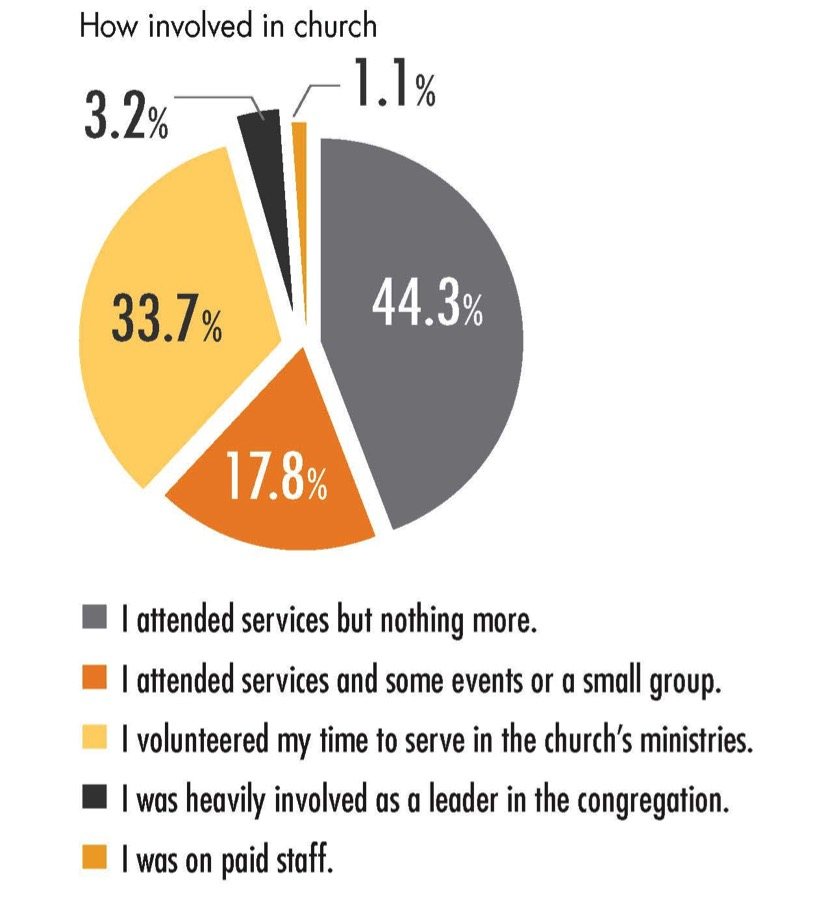 How involved in church
3.2%
1.1%
33.7%
44.3%
17.8%
I attended services but nothing more.
I attended services and some events or a small group.
I volunteered my time to serve in the church’s ministries.
I was heavily involved as a leader in the congregation.
I was on paid staff.